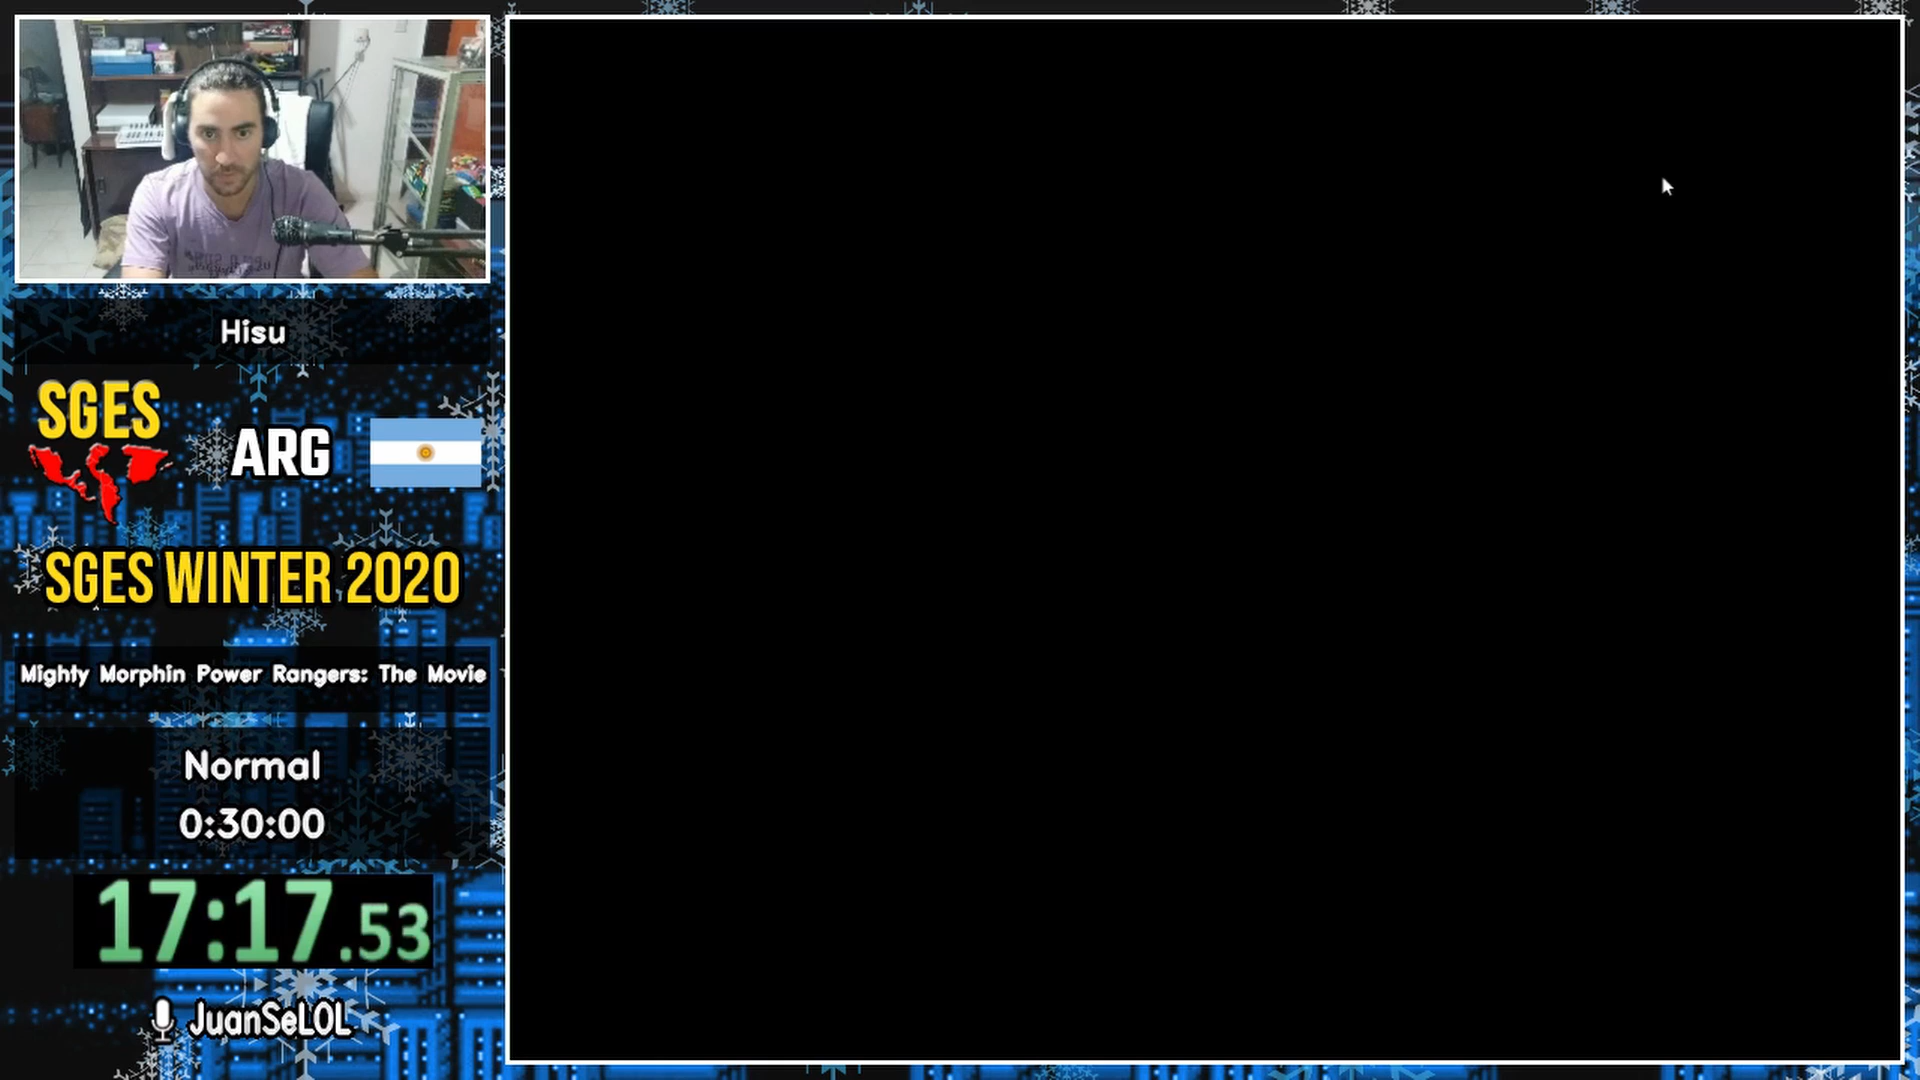 Hisu
SGES
ARG
SGES WINTER 2020
Mighty Morphin Power Rangers: The Movie
Normal
0:30:00
17:17.53
JuanSeLOL